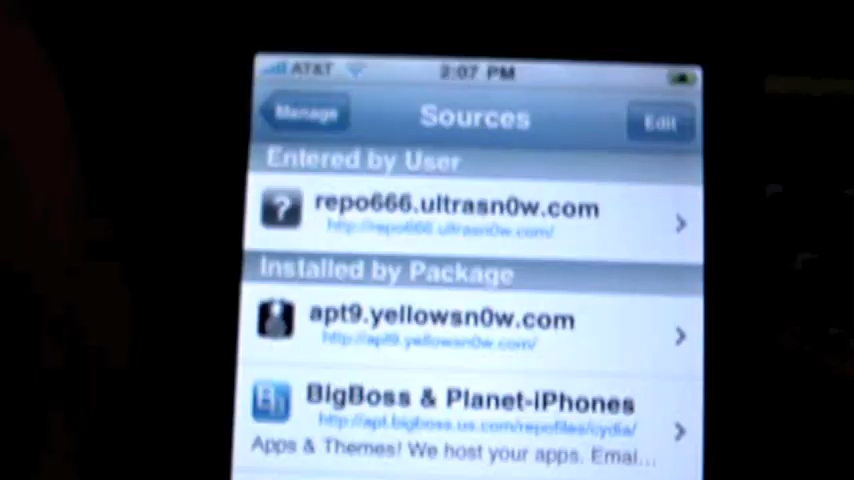 AT&T 2:07 PM
Manage Sources Edit
Entered by User
repo666.ultrasn0w.com
http://repo666.ultrasn0w.com/
Installed by Package
apt9.yellowsn0w.com
http://apt9.yellowsn0w.com/
BigBoss & Planet-iPhones
http://apt.bigboss.us.com/repofiles/cydia/
Apps & Themes! We host your apps. Emai...